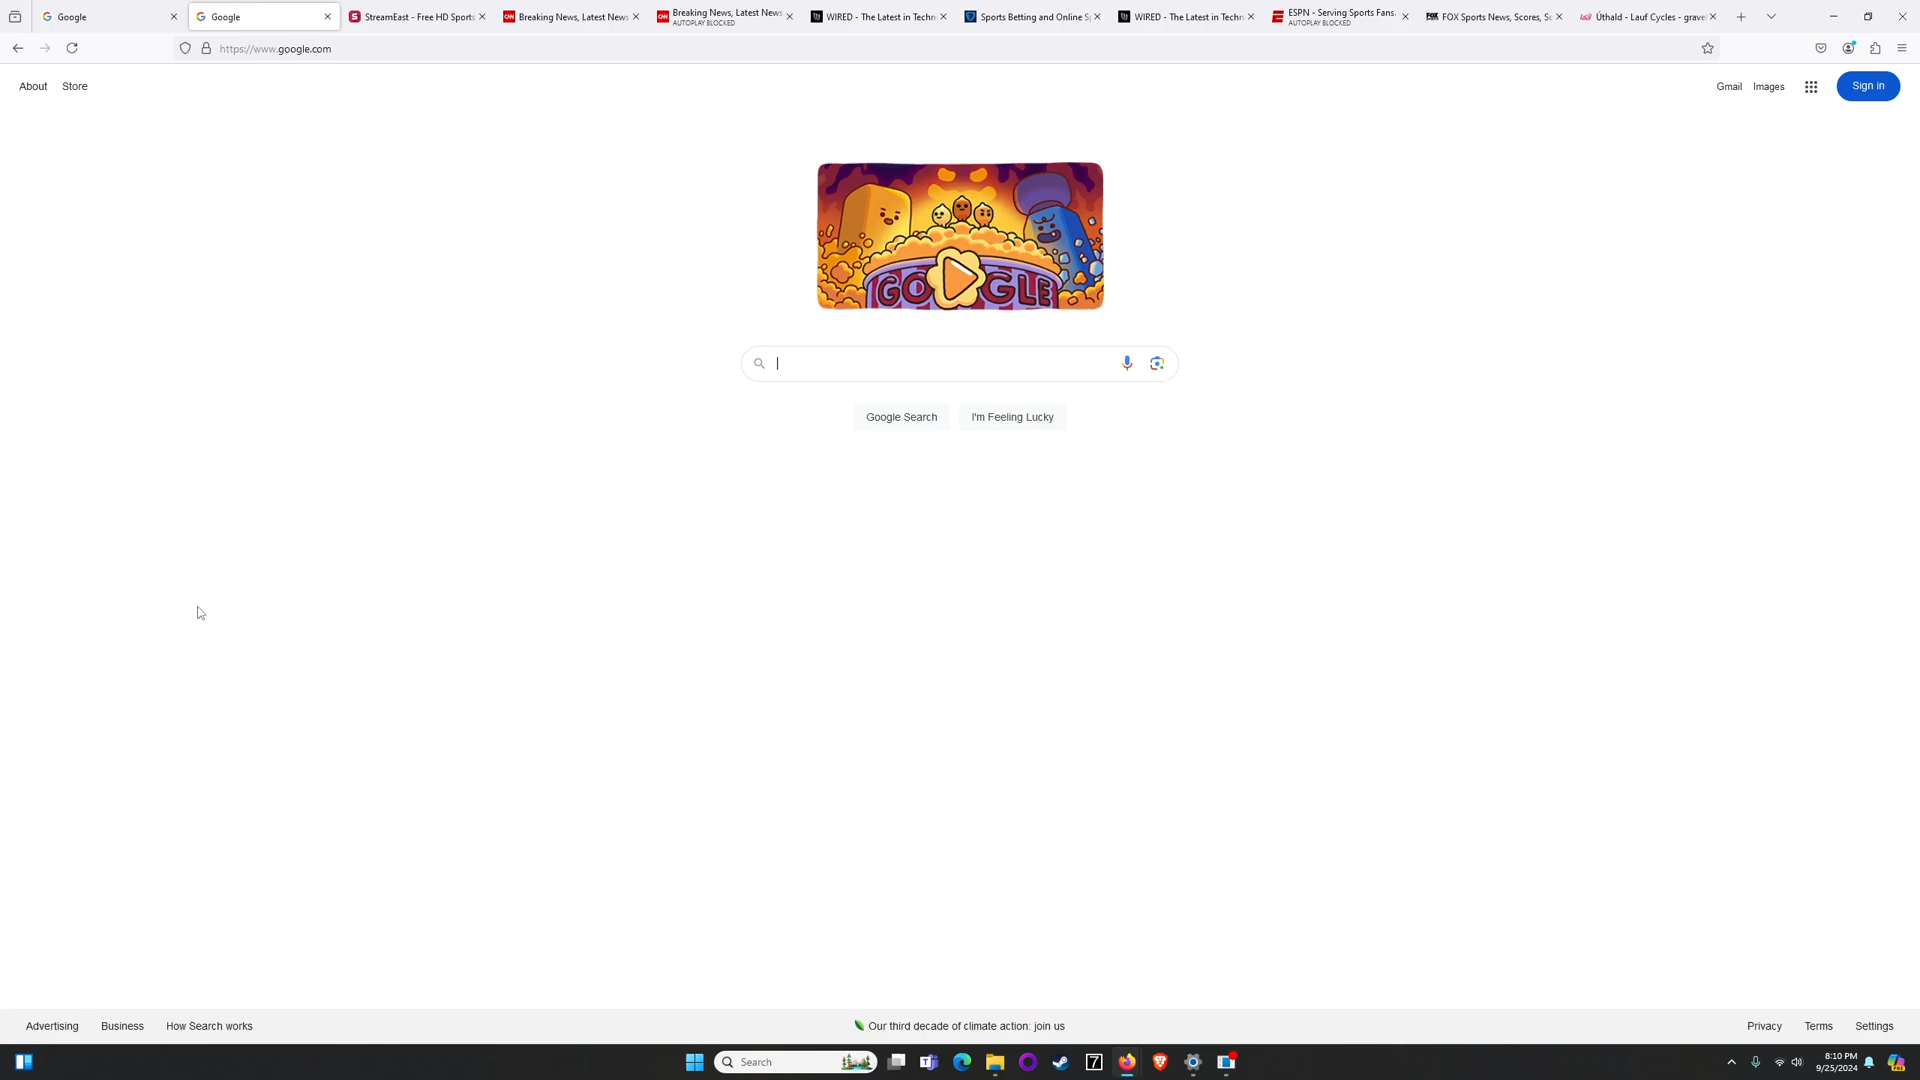 Google
Google
StreamEast - Free HD Sports
Breaking News, Latest News
Breaking News, Latest News
AUTOPLAY BLOCKED
WIRED - The Latest in Techn
Sports Betting and Online Sp
WIRED - The Latest in Techn
ESPN - Serving Sports Fans.
AUTOPLAY BLOCKED
FOX Sports News, Scores, Sc
Úthald - Lauf Cycles - grave
https://www.google.com
About
Store
Gmail
Images
Sign in
GOOGLE
Google Search
I'm Feeling Lucky
Advertising
Business
How Search works
Our third decade of climate action: join us
Privacy
Terms
Settings
Search
8:10 PM
9/25/2024